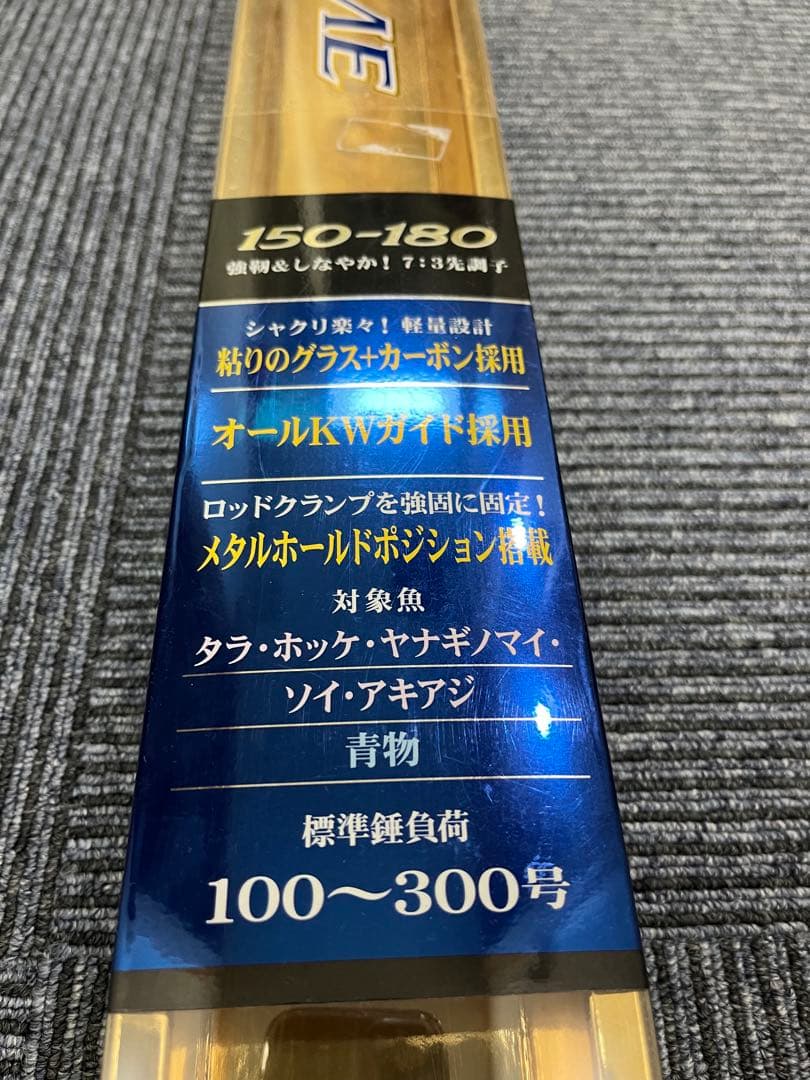 150-180
強靭&しなやか! 7:3先調子
シャクリ楽々! 軽量設計
粘りのグラス+カーボン採用
オールKWガイド採用
ロッドクランプを強固に固定!
メタルホールドポジション搭載
対象魚
タラ・ホッケ・ヤナギノマイ・
ソイ・アキアジ
青物
標準錘負荷
100〜300号